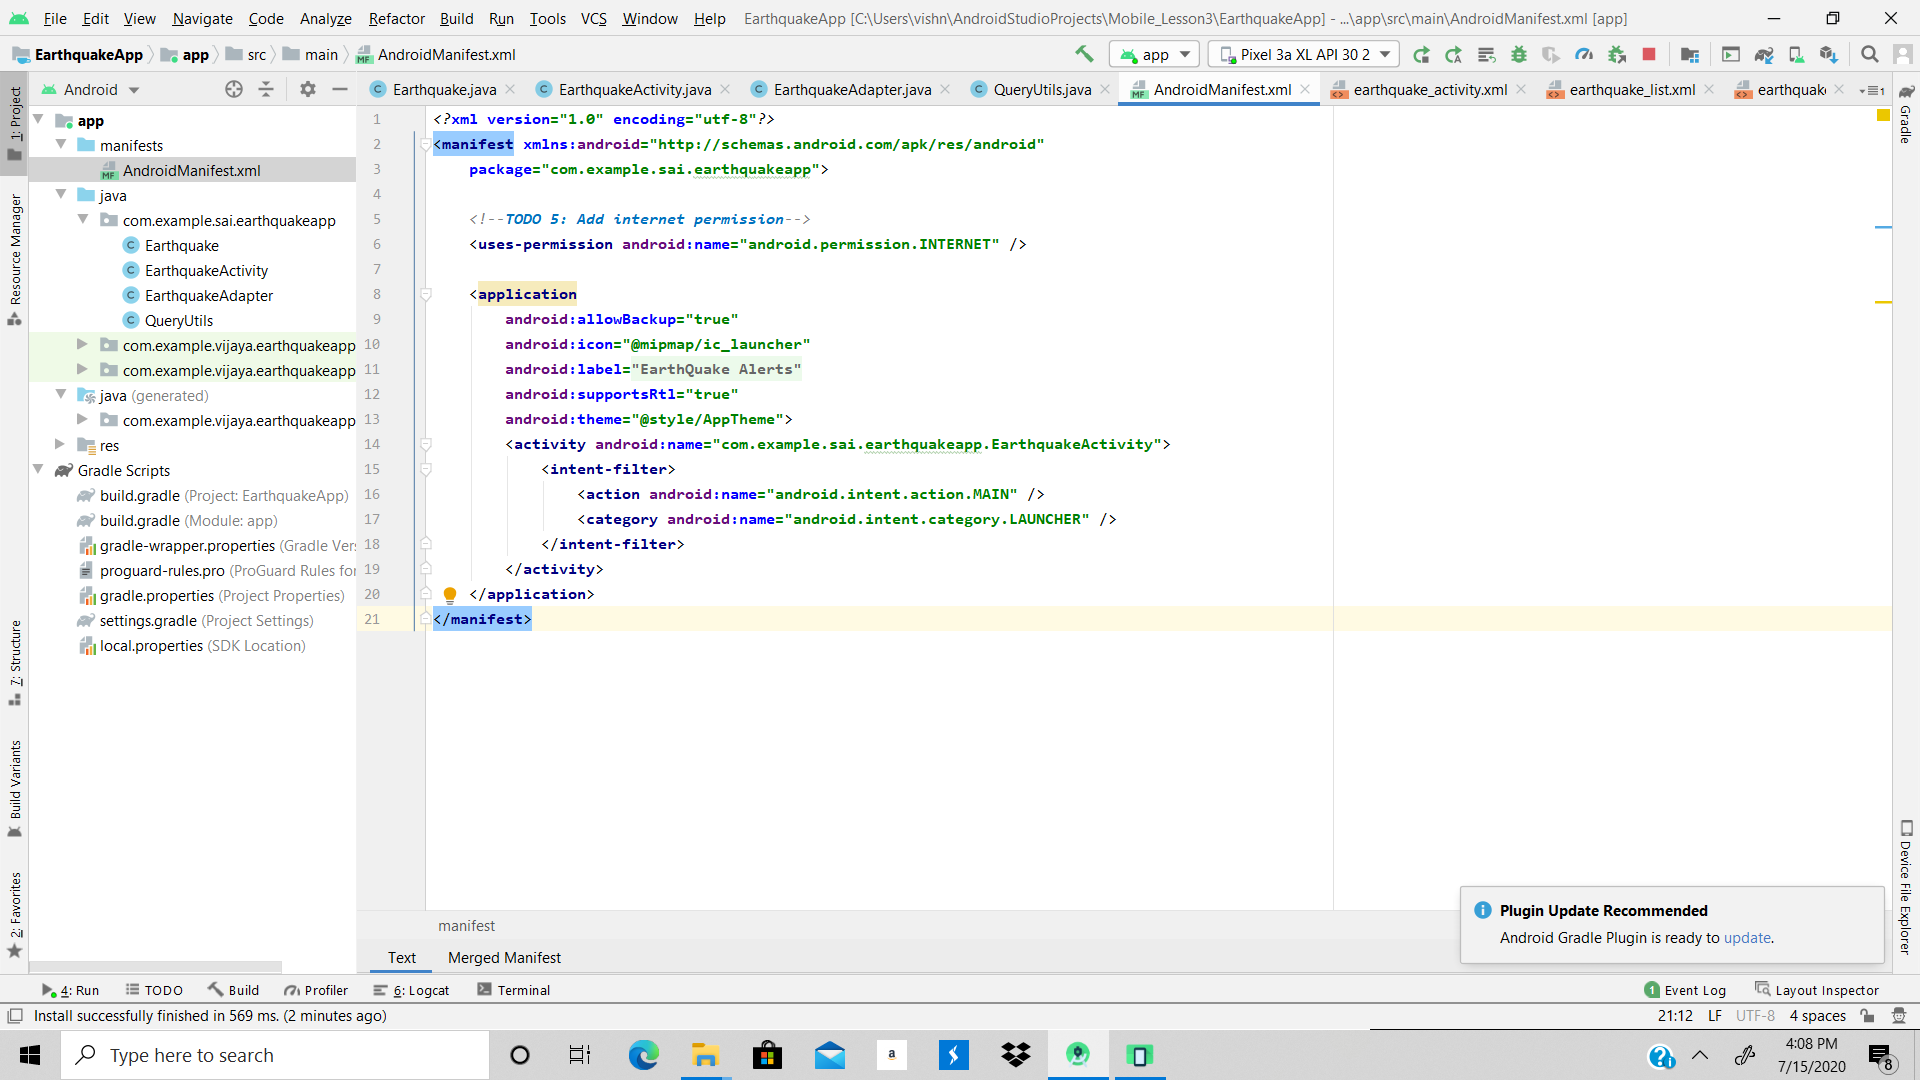 File Edit View Navigate Code Analyze Refactor Build Run Tools VCS Window Help EarthquakeApp [C:\Users\vishn\AndroidStudioProjects\Mobile_Lesson3\EarthquakeApp] - ...\app\src\main\AndroidManifest.xml [app]
EarthquakeApp app src main AndroidManifest.xml app Pixel 3a XL API 30 2
Android Earthquake.java EarthquakeActivity.java EarthquakeAdapter.java QueryUtils.java AndroidManifest.xml earthquake_activity.xml earthquake_list.xml earthquake 1
1: Project
Resource Manager
7: Structure
Build Variants
2: Favorites
app
manifests
AndroidManifest.xml
java
com.example.sai.earthquakeapp
Earthquake
EarthquakeActivity
EarthquakeAdapter
QueryUtils
com.example.vijaya.earthquakeapp
com.example.vijaya.earthquakeapp
java (generated)
com.example.vijaya.earthquakeapp
res
Gradle Scripts
build.gradle (Project: EarthquakeApp)
build.gradle (Module: app)
gradle-wrapper.properties (Gradle Ver
proguard-rules.pro (ProGuard Rules for
gradle.properties (Project Properties)
settings.gradle (Project Settings)
local.properties (SDK Location)
1 <?xml version="1.0" encoding="utf-8"?>
2 <manifest xmlns:android="http://schemas.android.com/apk/res/android"
3 package="com.example.sai.earthquakeapp">
4
5 <!--TODO 5: Add internet permission-->
6 <uses-permission android:name="android.permission.INTERNET" />
7
8 <application
9 android:allowBackup="true"
10 android:icon="@mipmap/ic_launcher"
11 android:label="EarthQuake Alerts"
12 android:supportsRtl="true"
13 android:theme="@style/AppTheme">
14 <activity android:name="com.example.sai.earthquakeapp.EarthquakeActivity">
15 <intent-filter>
16 <action android:name="android.intent.action.MAIN" />
17 <category android:name="android.intent.category.LAUNCHER" />
18 </intent-filter>
19 </activity>
20 </application>
21 </manifest>
Gradle
Device File Explorer
manifest
Text Merged Manifest
Plugin Update Recommended
Android Gradle Plugin is ready to update.
4: Run TODO Build Profiler 6: Logcat Terminal 1 Event Log Layout Inspector
Install successfully finished in 569 ms. (2 minutes ago) 21:12 LF UTF-8 4 spaces
Type here to search
a
4:08 PM
7/15/2020
8